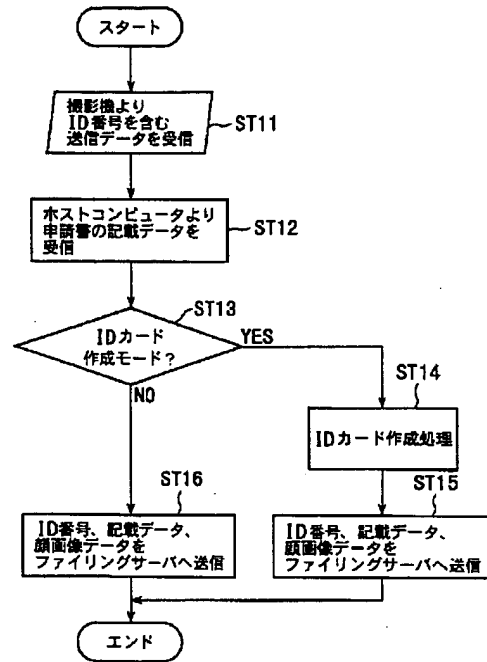 スタート
撮影機より
ID番号を含む
送信データを受信
ST11
ホストコンピュータより
申請書の記載データを
受信
ST12
ST13
IDカード
作成モード?
YES
NO
ST14
IDカード作成処理
ST16
ID番号、記載データ、
顔画像データを
ファイリングサーバへ送信
ST15
ID番号、記載データ、
顔画像データを
ファイリングサーバへ送信
エンド